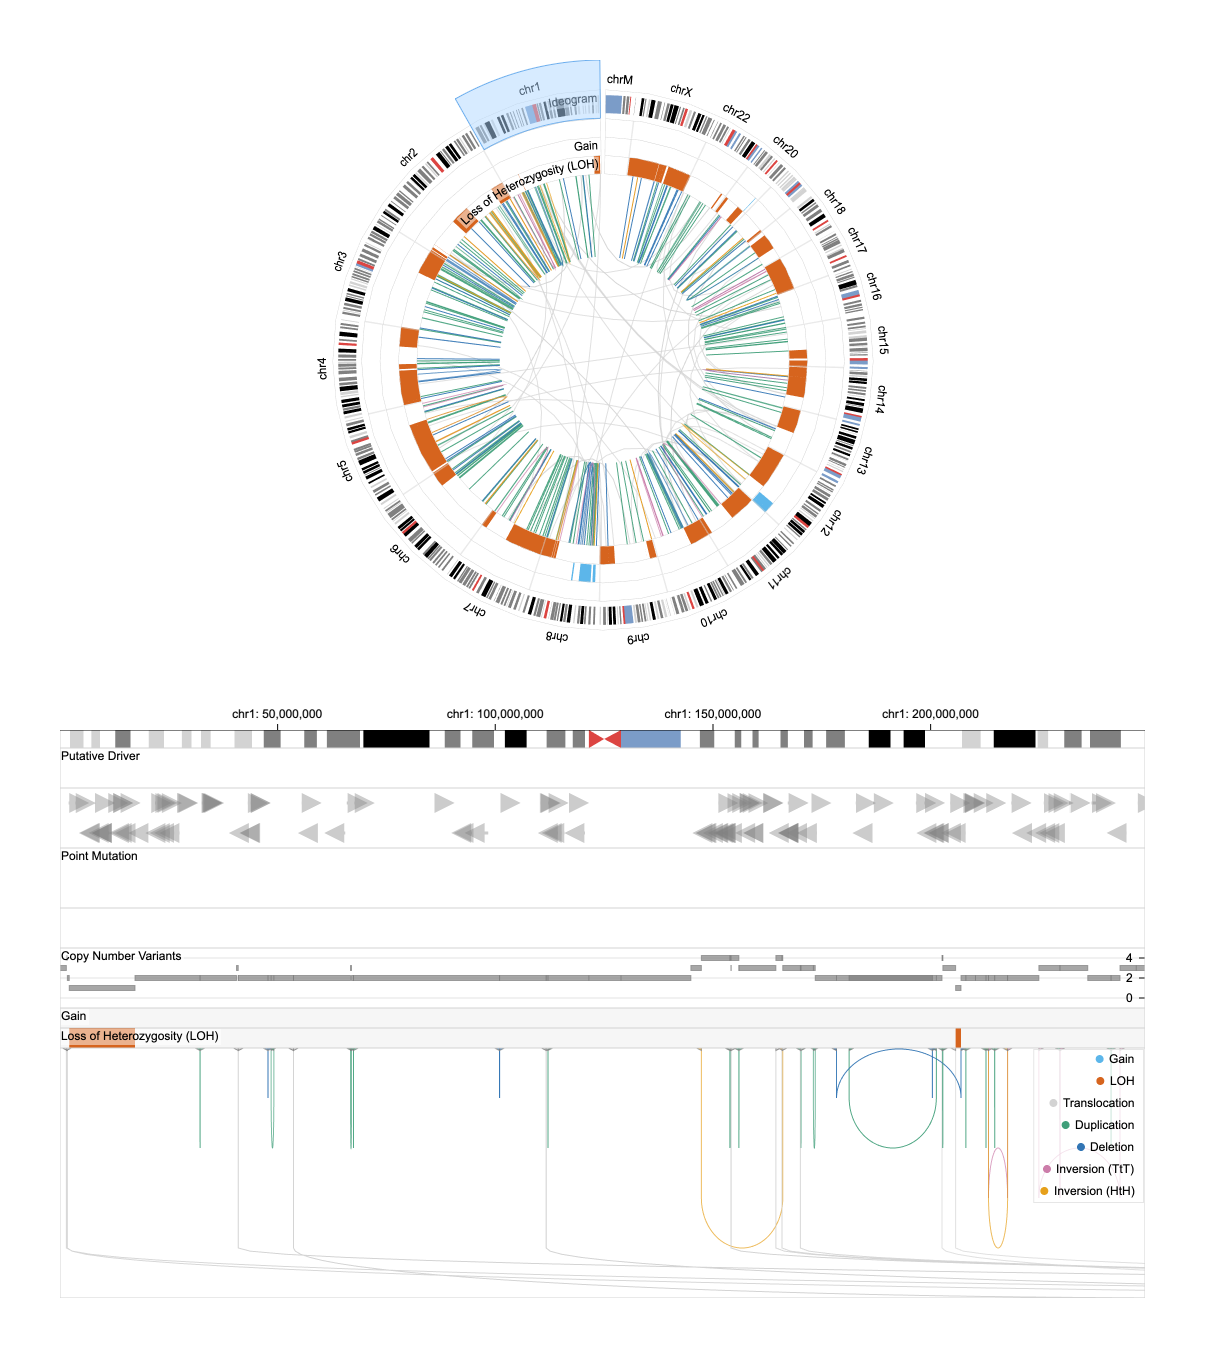 chrM
chrX
chr22
chr20
chr18
chr17
chr16
chr15
chr14
chr13
chr12
chr11
chr10
chr9
chr8
chr7
chr6
chr5
chr4
chr3
chr2
chr1
Ideogram
Gain
Loss of Heterozygosity (LOH)
chr1: 50,000,000 chr1: 100,000,000 chr1: 150,000,000 chr1: 200,000,000
Putative Driver
Point Mutation
Copy Number Variants
4
2
0
Gain
Loss of Heterozygosity (LOH)
Gain
LOH
Translocation
Duplication
Deletion
Inversion (TtT)
Inversion (HtH)